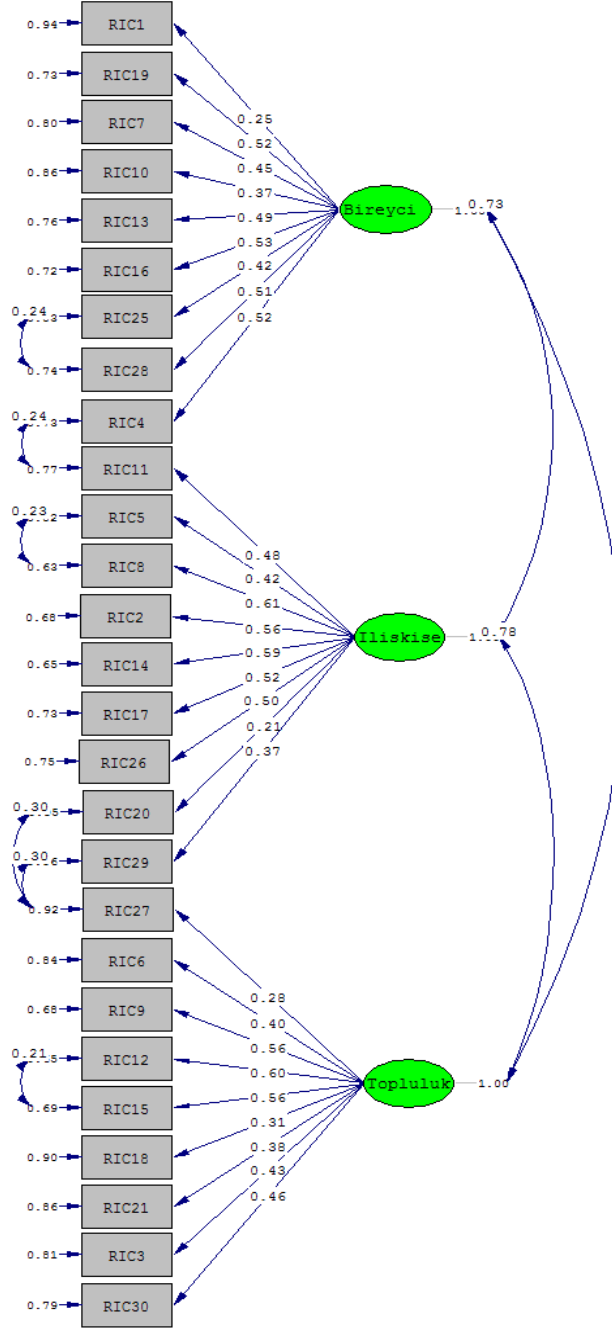 0.94 RIC1
0.73 RIC19
0.80 RIC7
0.86 RIC10
0.76 RIC13
0.72 RIC16
0.24 RIC25
0.74 RIC28
0.24 RIC4
0.77 RIC11
0.23 RIC5
0.63 RIC8
0.68 RIC2
0.65 RIC14
0.73 RIC17
0.75 RIC26
0.30 RIC20
0.30 RIC29
0.92 RIC27
0.84 RIC6
0.68 RIC9
0.21 RIC12
0.69 RIC15
0.90 RIC18
0.86 RIC21
0.81 RIC3
0.79 RIC30
0.25
0.52
0.45
0.37
0.49
0.53
0.42
0.51
0.52
Bireyci
0.73
0.48
0.42
0.61
0.56
0.59
0.52
0.50
0.21
0.37
Iliskise
0.78
0.28
0.40
0.56
0.60
0.56
0.31
0.38
0.43
0.46
Topluluk
1.00